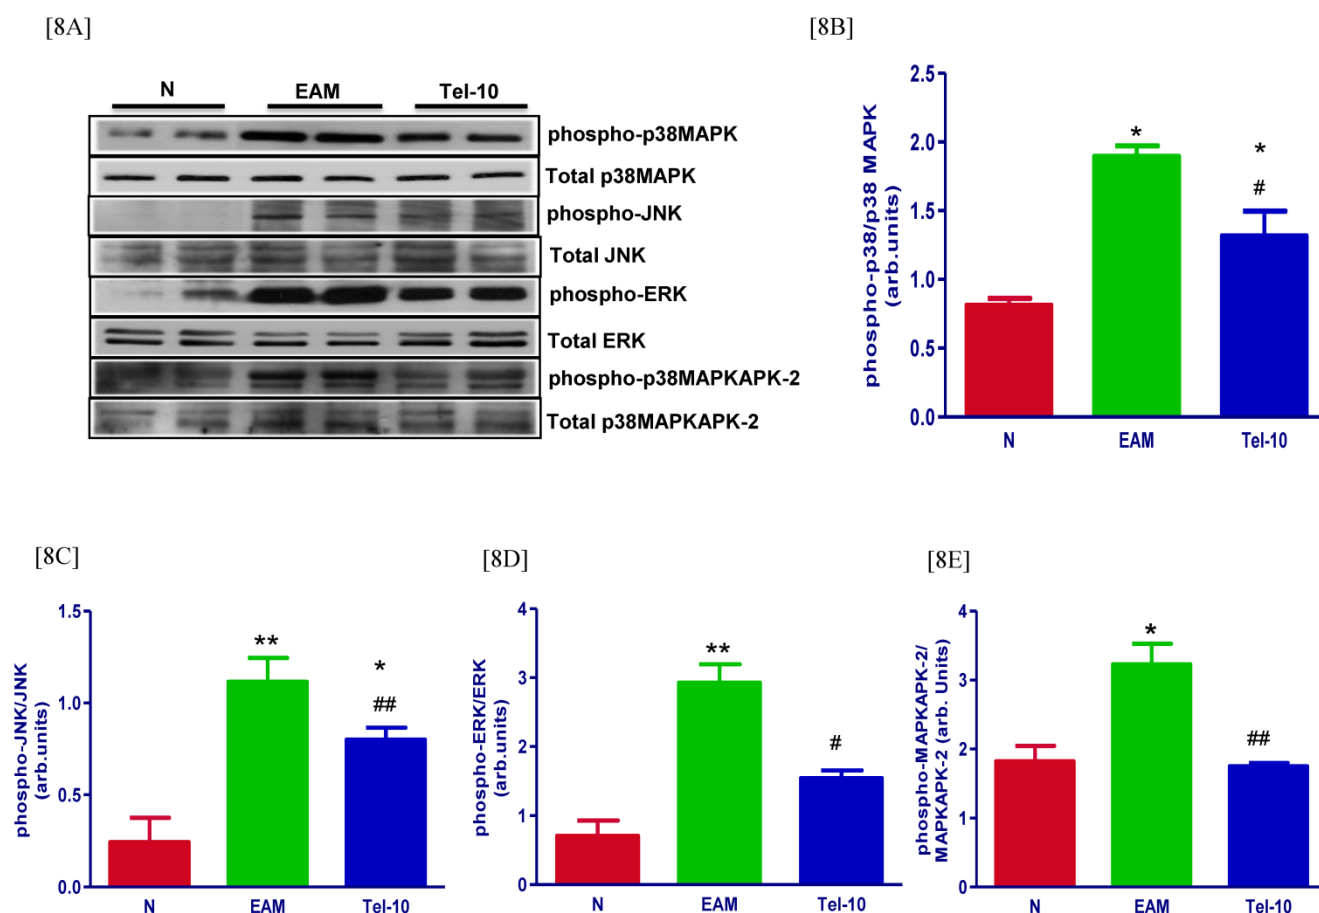 [8A]
N EAM Tel-10
phospho-p38MAPK
Total p38MAPK
phospho-JNK
Total JNK
phospho-ERK
Total ERK
phospho-p38MAPKAPK-2
Total p38MAPKAPK-2
[8B]
phospho-p38/p38 MAPK
(arb.units)
2.5
2.0
1.5
1.0
0.5
0.0
*
*
#
N EAM Tel-10
[8C]
phospho-JNK/JNK
(arb.units)
1.5
1.0
0.5
0.0
**
*
##
N EAM Tel-10
[8D]
phospho-ERK/ERK
(arb.units)
4
3
2
1
0
**
#
N EAM Tel-10
[8E]
phospho-MAPKAPK-2/
MAPKAPK-2 (arb. Units)
4
3
2
1
0
*
##
N EAM Tel-10